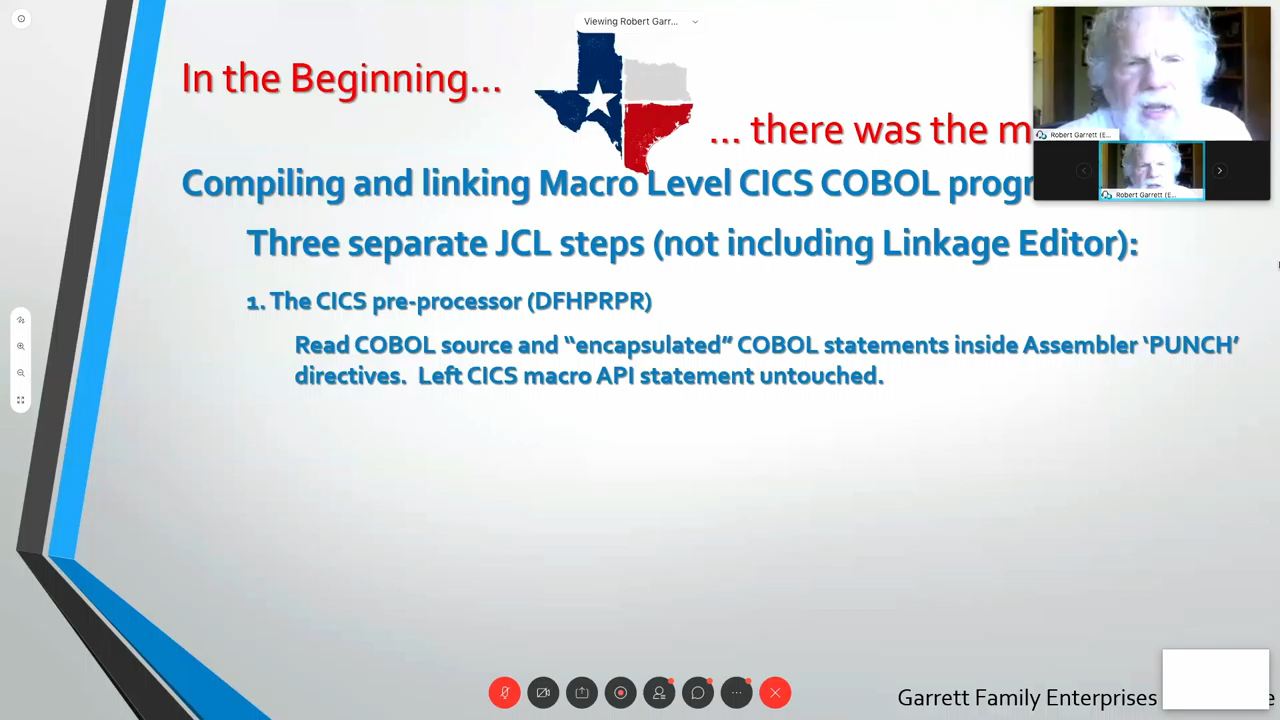 Viewing Robert Garr...
In the Beginning...
... there was the m
Robert Garrett (E...
Robert Garrett (E...
Compiling and linking Macro Level CICS COBOL progr
Three separate JCL steps (not including Linkage Editor):
1. The CICS pre-processor (DFHPRPR)
Read COBOL source and “encapsulated” COBOL statements inside Assembler ‘PUNCH’
directives. Left CICS macro API statement untouched.
Garrett Family Enterprises